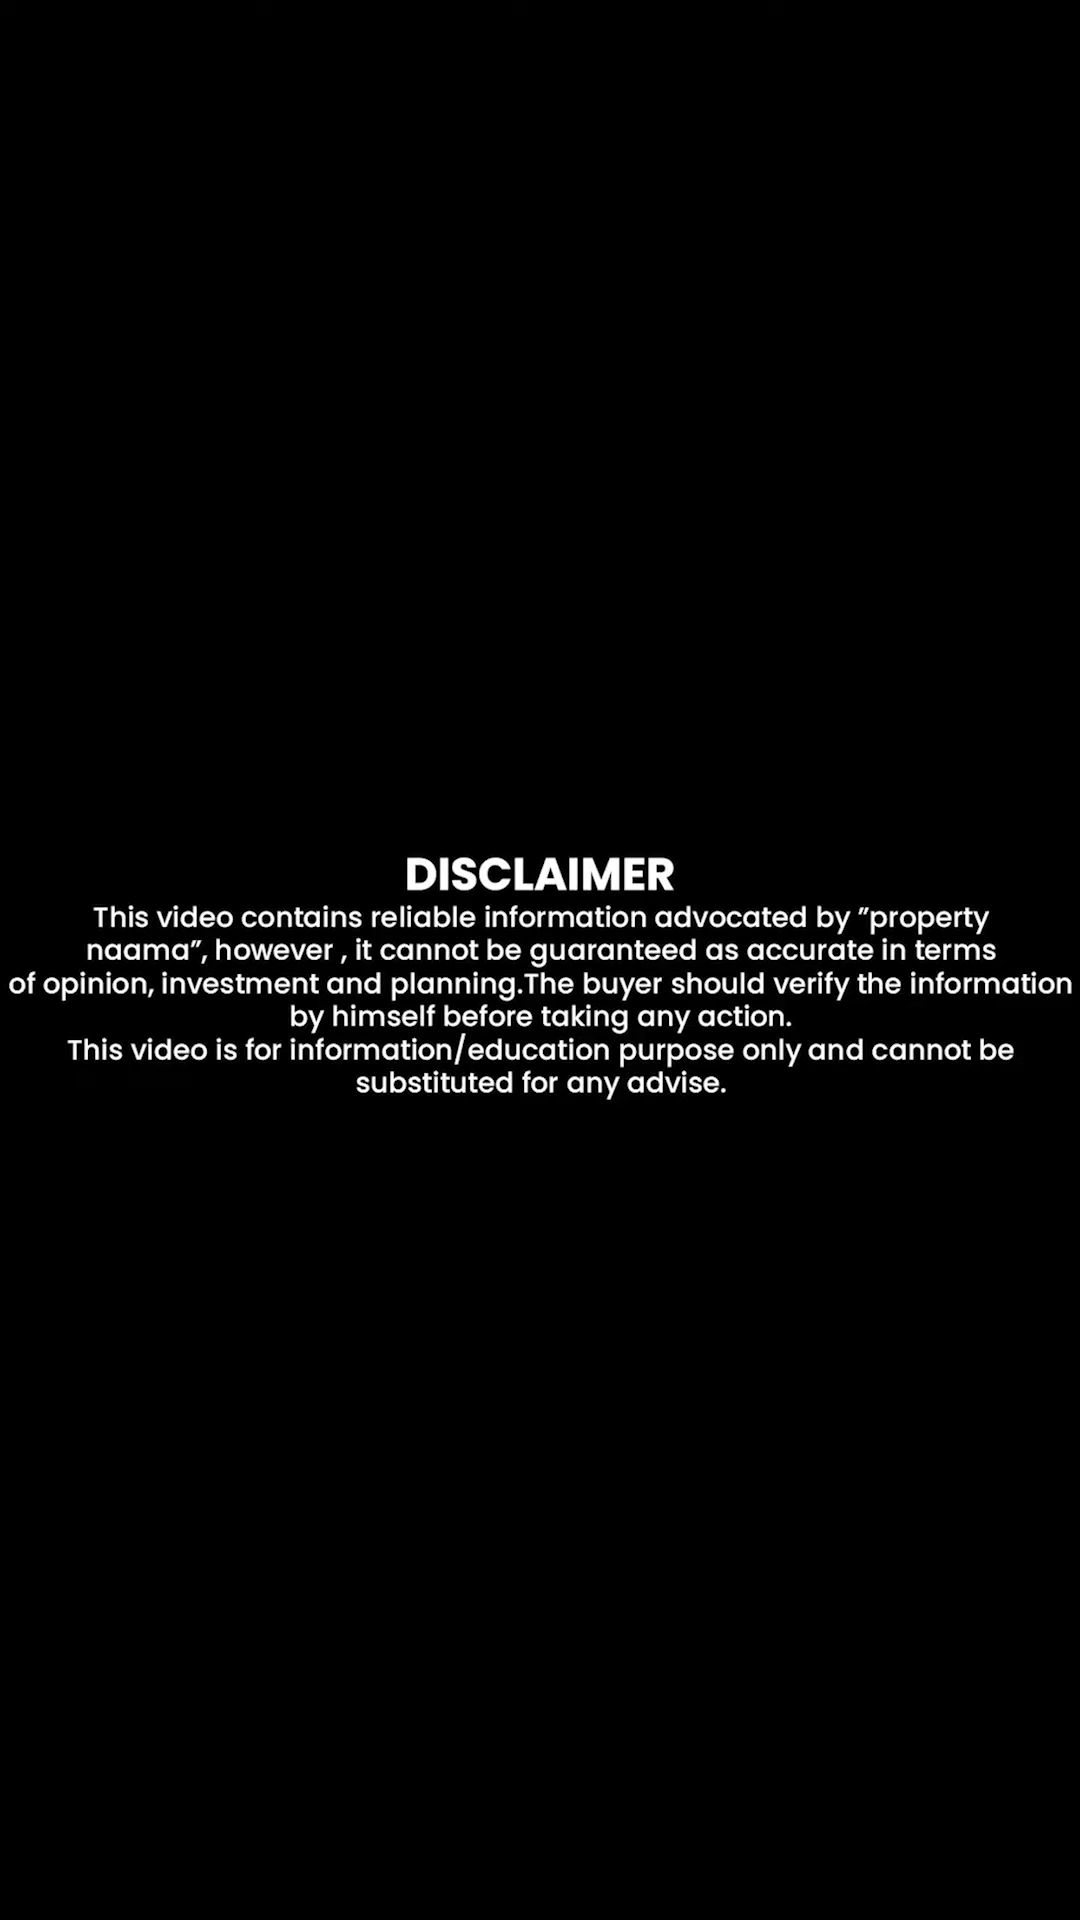 DISCLAIMER
This video contains reliable information advocated by ”property
naama”, however , it cannot be guaranteed as accurate in terms
of opinion, investment and planning.The buyer should verify the information
by himself before taking any action.
This video is for information/education purpose only and cannot be
substituted for any advise.